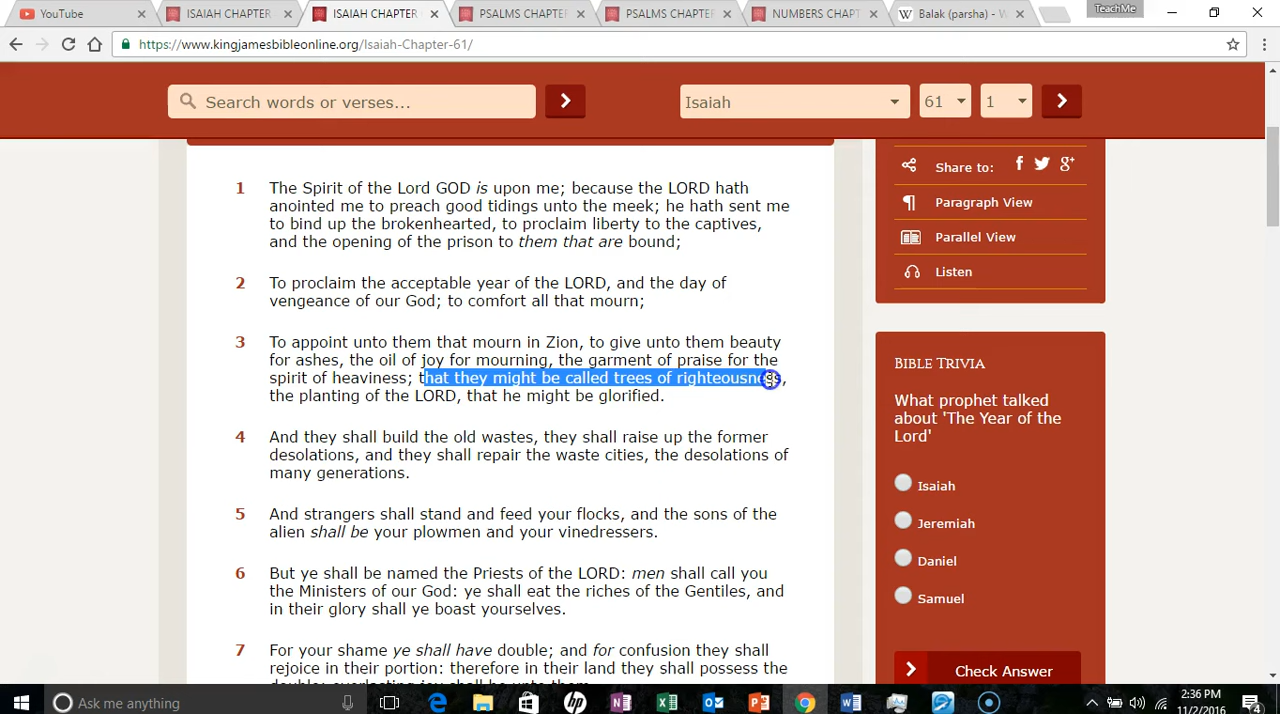 YouTube
ISAIAH CHAPTER
ISAIAH CHAPTER
PSALMS CHAPTE
PSALMS CHAPTE
NUMBERS CHAPT
W Balak (parsha) - W
TeachMe
https://www.kingjamesbibleonline.org/Isaiah-Chapter-61/
Search words or verses...
Isaiah
61
1
1 The Spirit of the Lord GOD is upon me; because the LORD hath
anointed me to preach good tidings unto the meek; he hath sent me
to bind up the brokenhearted, to proclaim liberty to the captives,
and the opening of the prison to them that are bound;
2 To proclaim the acceptable year of the LORD, and the day of
vengeance of our God; to comfort all that mourn;
3 To appoint unto them that mourn in Zion, to give unto them beauty
for ashes, the oil of joy for mourning, the garment of praise for the
spirit of heaviness; that they might be called trees of righteousness,
the planting of the LORD, that he might be glorified.
4 And they shall build the old wastes, they shall raise up the former
desolations, and they shall repair the waste cities, the desolations of
many generations.
5 And strangers shall stand and feed your flocks, and the sons of the
alien shall be your plowmen and your vinedressers.
6 But ye shall be named the Priests of the LORD: men shall call you
the Ministers of our God: ye shall eat the riches of the Gentiles, and
in their glory shall ye boast yourselves.
7 For your shame ye shall have double; and for confusion they shall
rejoice in their portion: therefore in their land they shall possess the
double: everlasting joy shall be unto them.
Share to:
Paragraph View
Parallel View
Listen
BIBLE TRIVIA
What prophet talked
about 'The Year of the
Lord'
Isaiah
Jeremiah
Daniel
Samuel
Check Answer
Ask me anything
2:36 PM
11/2/2016
4